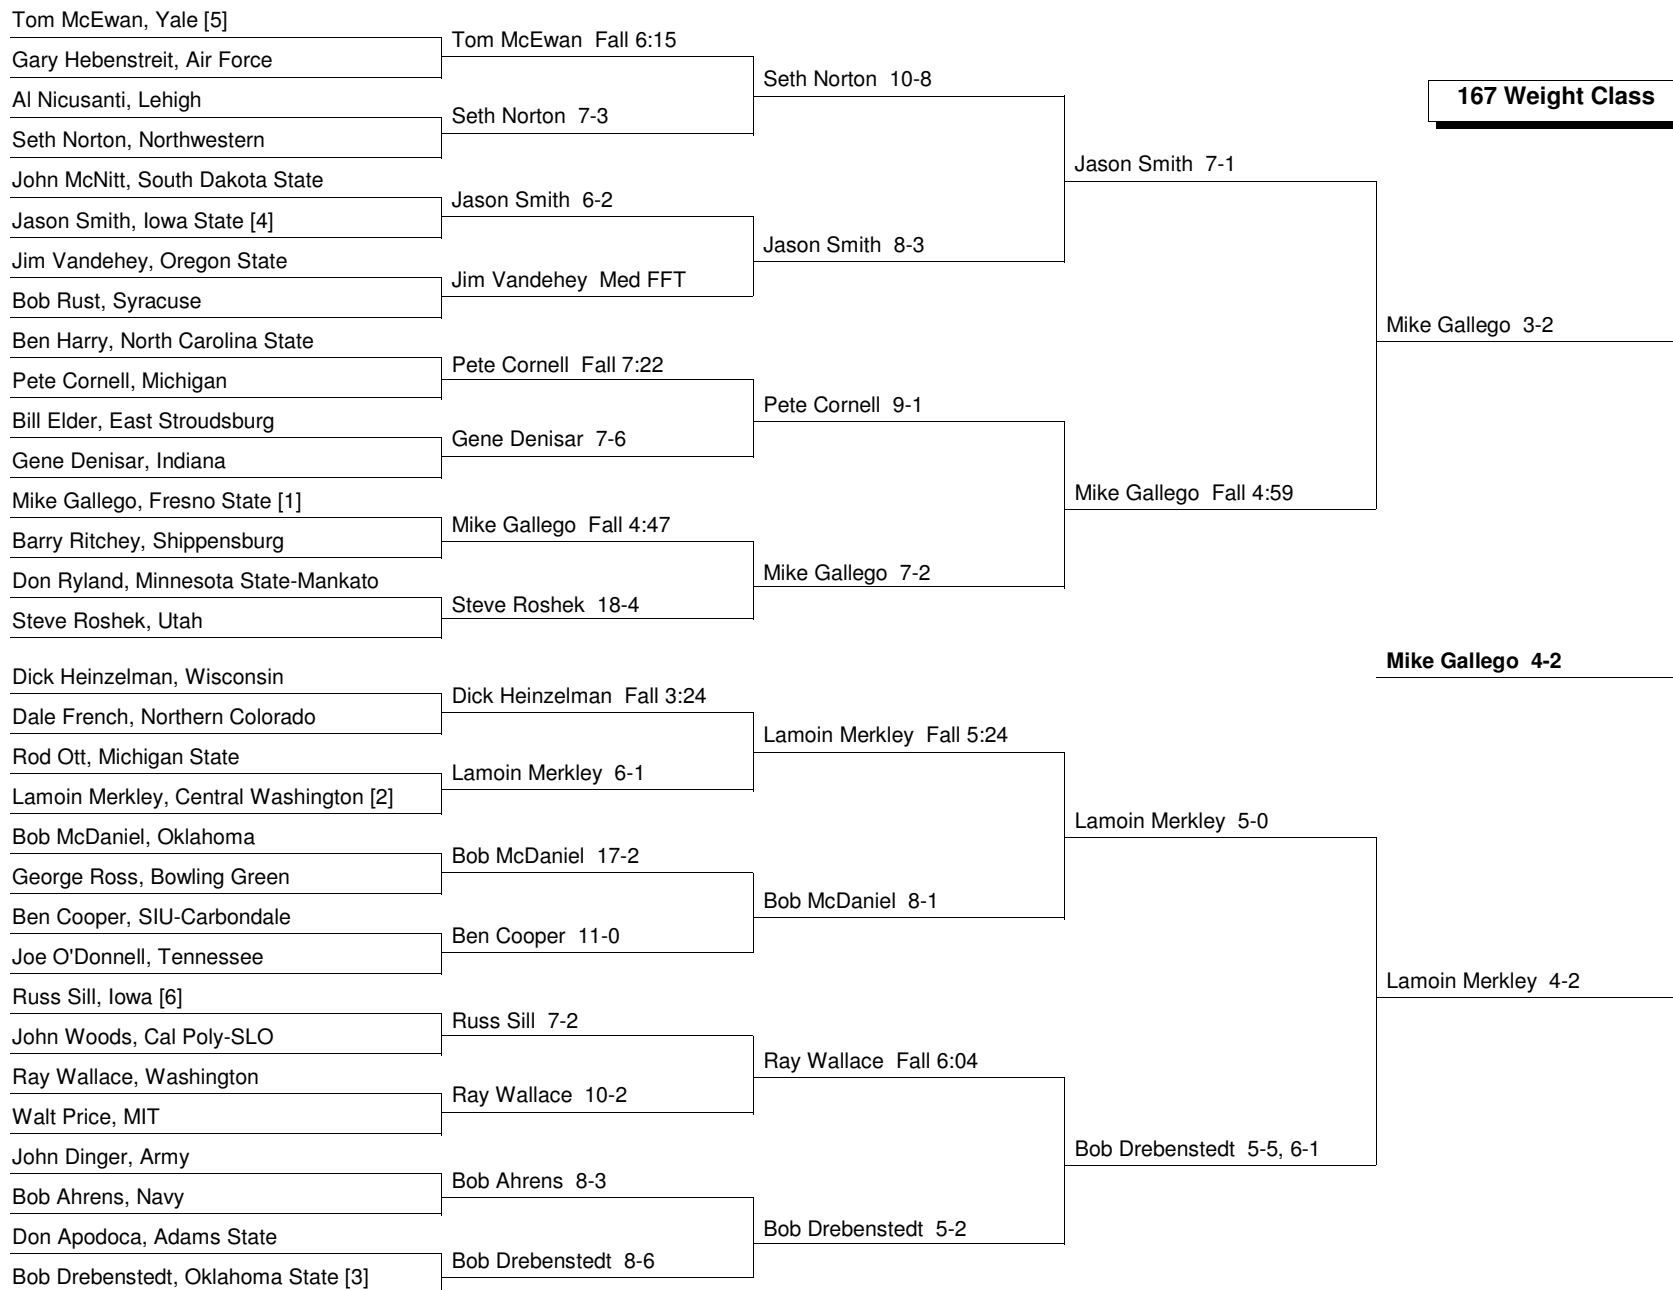 Tom McEwan, Yale [5]
Gary Hebenstreit, Air Force
Al Nicusanti, Lehigh
Seth Norton, Northwestern
John McNitt, South Dakota State
Jason Smith, Iowa State [4]
Jim Vandehey, Oregon State
Bob Rust, Syracuse
Ben Harry, North Carolina State
Pete Cornell, Michigan
Bill Elder, East Stroudsburg
Gene Denisar, Indiana
Mike Gallego, Fresno State [1]
Barry Ritchey, Shippensburg
Don Ryland, Minnesota State-Mankato
Steve Roshek, Utah
Dick Heinzelman, Wisconsin
Dale French, Northern Colorado
Rod Ott, Michigan State
Lamoin Merkley, Central Washington [2]
Bob McDaniel, Oklahoma
George Ross, Bowling Green
Ben Cooper, SIU-Carbondale
Joe O'Donnell, Tennessee
Russ Sill, Iowa [6]
John Woods, Cal Poly-SLO
Ray Wallace, Washington
Walt Price, MIT
John Dinger, Army
Bob Ahrens, Navy
Don Apodoca, Adams State
Bob Drebenstedt, Oklahoma State [3]
Tom McEwan  Fall 6:15
Seth Norton  7-3
Jason Smith  6-2
Jim Vandehey  Med FFT
Pete Cornell  Fall 7:22
Gene Denisar  7-6
Mike Gallego  Fall 4:47
Steve Roshek  18-4
Dick Heinzelman  Fall 3:24
Lamoin Merkley  6-1
Bob McDaniel  17-2
Ben Cooper  11-0
Russ Sill  7-2
Ray Wallace  10-2
Bob Ahrens  8-3
Bob Drebenstedt  8-6
Seth Norton  10-8
Jason Smith  8-3
Pete Cornell  9-1
Mike Gallego  7-2
Lamoin Merkley  Fall 5:24
Bob McDaniel  8-1
Ray Wallace  Fall 6:04
Bob Drebenstedt  5-2
Jason Smith  7-1
Mike Gallego  Fall 4:59
Lamoin Merkley  5-0
Bob Drebenstedt  5-5, 6-1
167 Weight Class
Mike Gallego  3-2
Mike Gallego  4-2
Lamoin Merkley  4-2